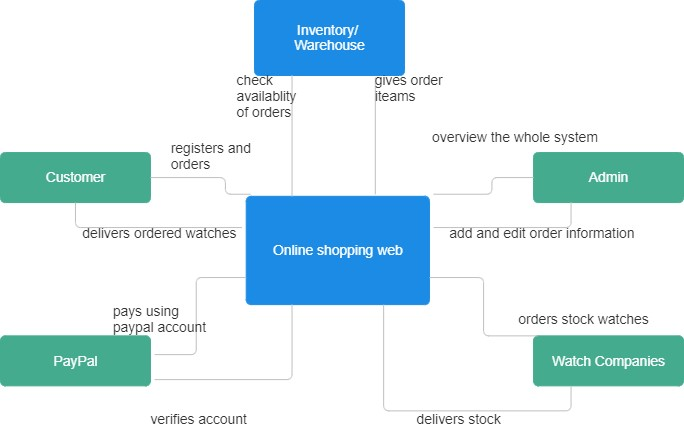 Inventory/
Warehouse
check
availablity
of orders
gives order
iteams
registers and
orders
overview the whole system
Customer
Admin
delivers ordered watches
add and edit order information
Online shopping web
pays using
paypal account
orders stock watches
PayPal
Watch Companies
verifies account
delivers stock